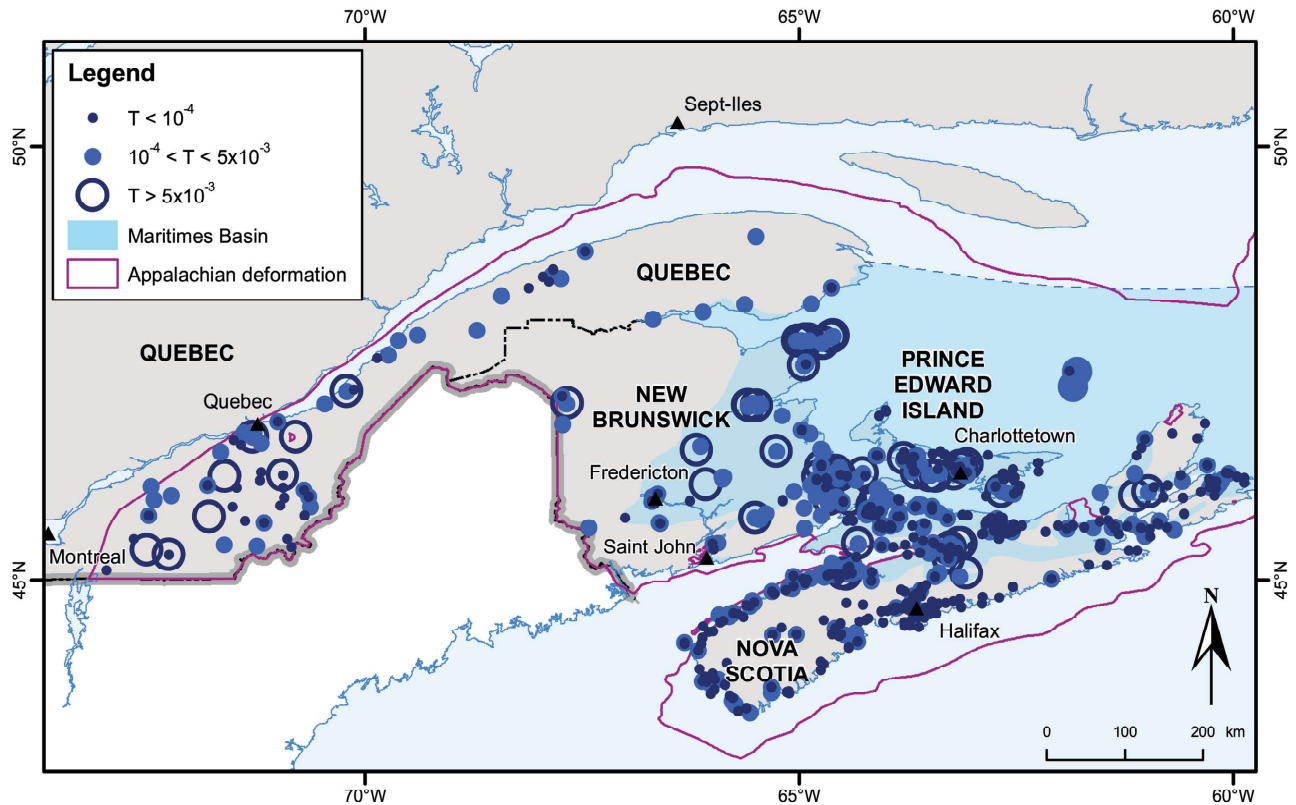 70°W
65°W
60°W
Legend
T < 10⁻⁴
10⁻⁴ < T < 5x10⁻³
T > 5x10⁻³
Maritimes Basin
Appalachian deformation
Sept-Iles
50°N
50°N
QUEBEC
QUEBEC
Quebec
PRINCE
EDWARD
ISLAND
NEW
BRUNSWICK
Charlottetown
Fredericton
Montreal
Saint John
45°N
45°N
Halifax
NOVA
SCOTIA
N
0 100 200 km
70°W
65°W
60°W